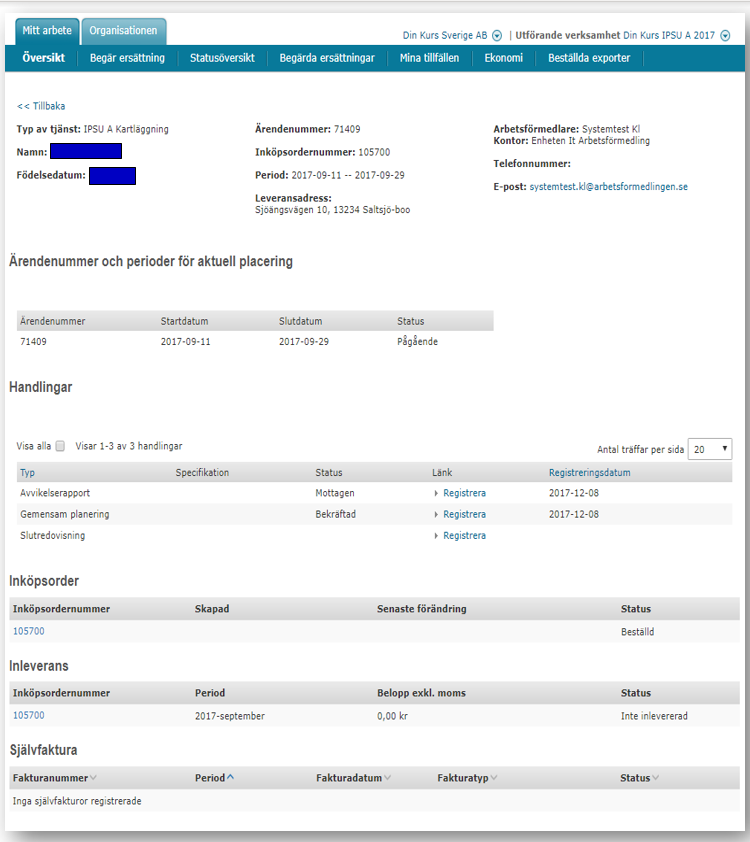 Mitt arbete Organisationen
Din Kurs Sverige AB | Utförande verksamhet Din Kurs IPSU A 2017
Översikt Begär ersättning Statusöversikt Begärda ersättningar Mina tillfällen Ekonomi Beställda exporter
<< Tillbaka
Typ av tjänst: IPSU A Kartläggning
Namn:
Födelsedatum:
Ärendenummer: 71409
Inköpsordernummer: 105700
Period: 2017-09-11 -- 2017-09-29
Leveransadress:
Sjöängsvägen 10, 13234 Saltsjö-boo
Arbetsförmedlare: Systemtest Kl
Kontor: Enheten It Arbetsförmedling
Telefonnummer:
E-post: systemtest.kl@arbetsformedlingen.se
Ärendenummer och perioder för aktuell placering
Ärendenummer Startdatum Slutdatum Status
71409 2017-09-11 2017-09-29 Pågående
Handlingar
Visa alla Visar 1-3 av 3 handlingar Antal träffar per sida 20
Typ Specifikation Status Länk Registreringsdatum
Avvikelserapport Mottagen Registrera 2017-12-08
Gemensam planering Bekräftad Registrera 2017-12-08
Slutredovisning Registrera
Inköpsorder
Inköpsordernummer Skapad Senaste förändring Status
105700 Beställd
Inleverans
Inköpsordernummer Period Belopp exkl. moms Status
105700 2017-september 0,00 kr Inte inlevererad
Självfaktura
Fakturanummer Period Fakturadatum Fakturatyp Status
Inga självfakturor registrerade